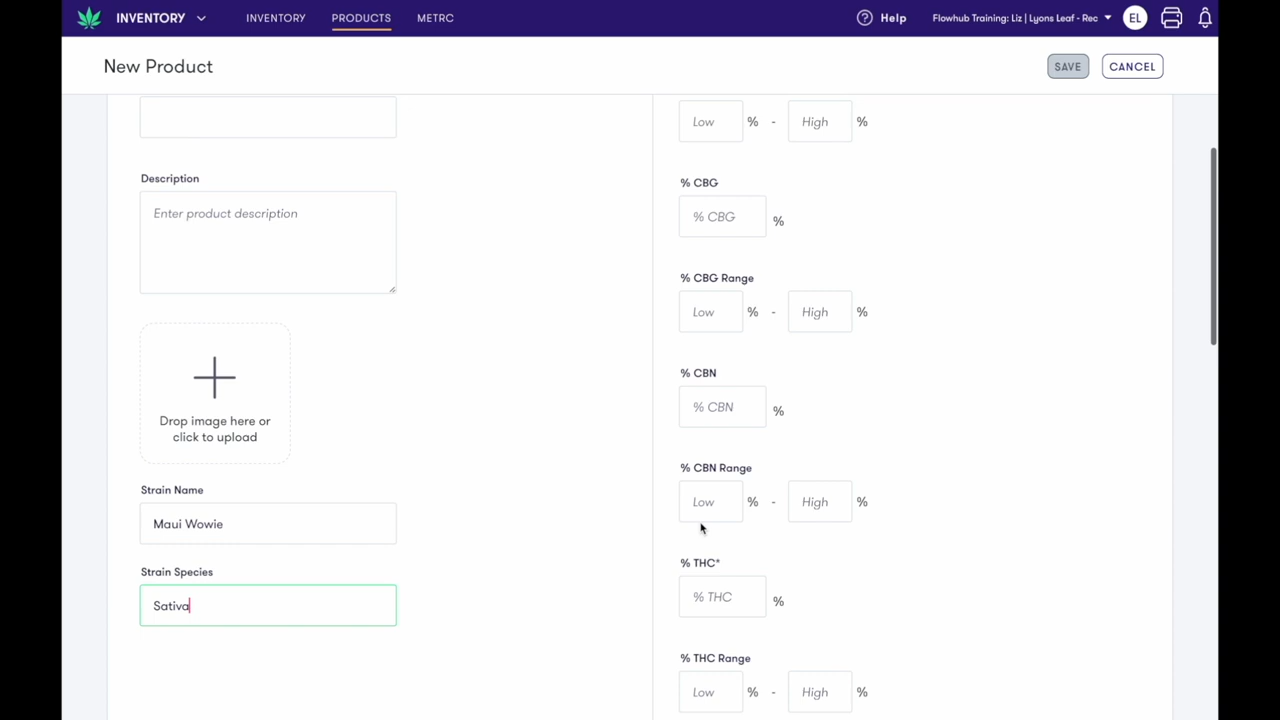 INVENTORY
INVENTORY
PRODUCTS
METRC
Help
Flowhub Training: Liz | Lyons Leaf - Rec
EL
New Product
SAVE
CANCEL
Description
Enter product description
Drop image here or
click to upload
Strain Name
Maui Wowie
Strain Species
Sativa
Low % - High %
% CBG
% CBG %
% CBG Range
Low % - High %
% CBN
% CBN %
% CBN Range
Low % - High %
% THC*
% THC %
% THC Range
Low % - High %